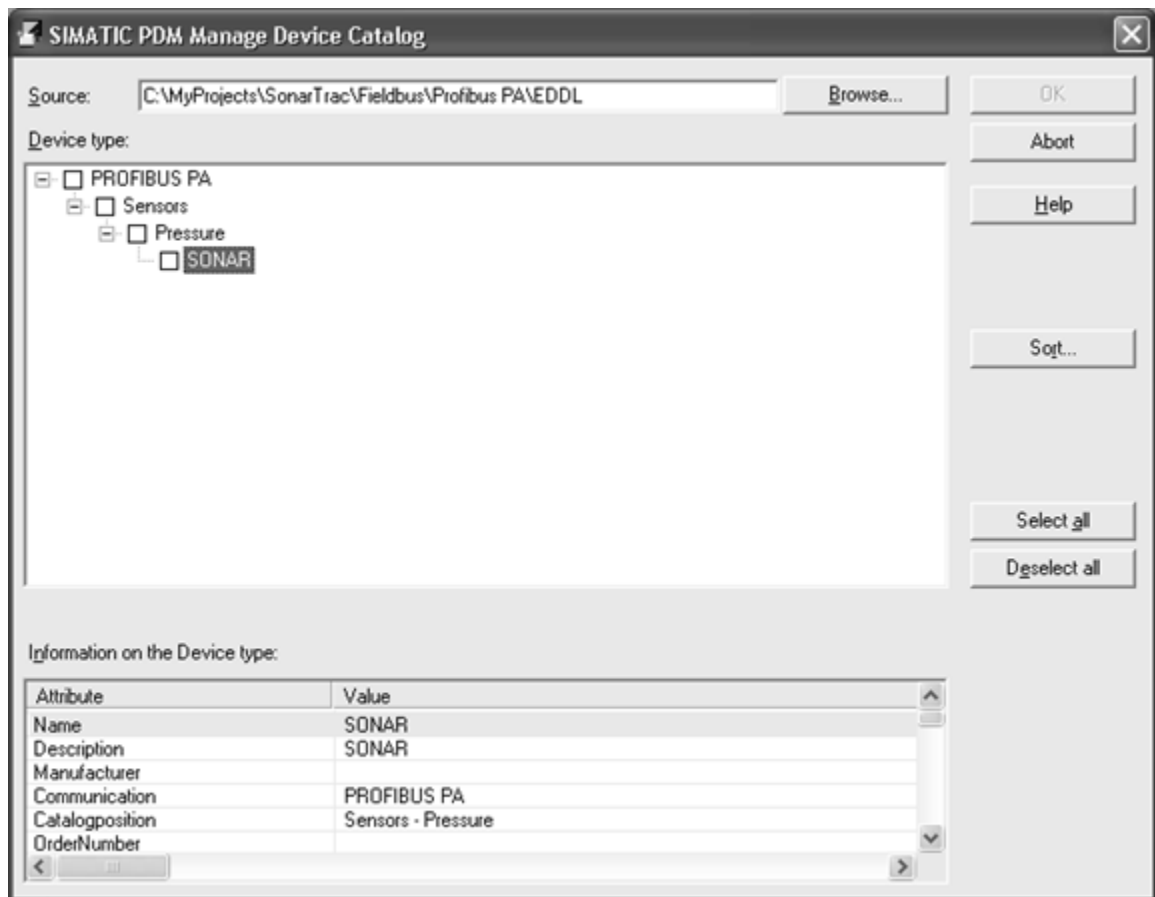 SIMATIC PDM Manage Device Catalog
Source: C:\MyProjects\SonarTrac\Fieldbus\Profibus PA\EDDL Browse... OK
Device type: Abort
PROFIBUS PA
Sensors Help
Pressure
SONAR
Sort...
Select all
Deselect all
Information on the Device type:
Attribute Value
Name SONAR
Description SONAR
Manufacturer
Communication PROFIBUS PA
Catalogposition Sensors - Pressure
OrderNumber